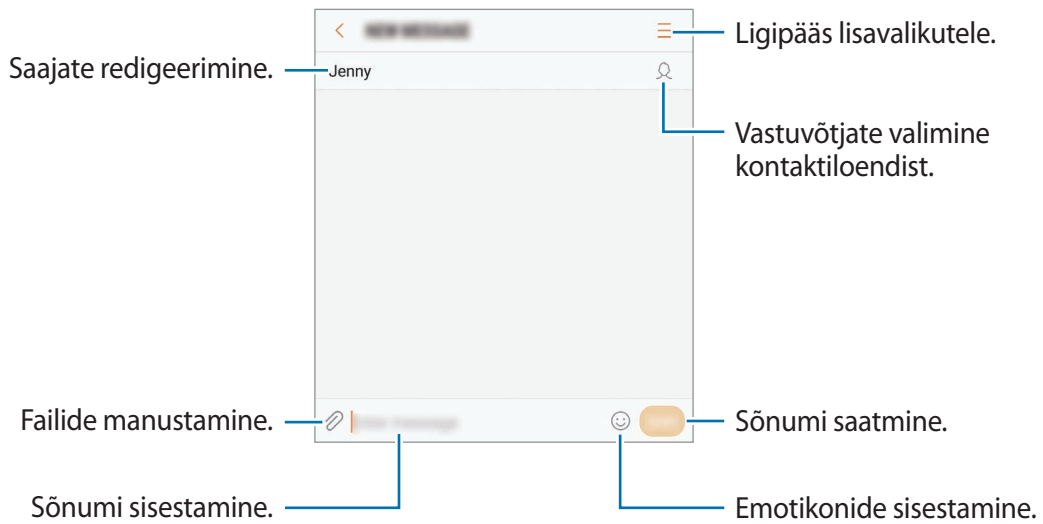 Ligipääs lisavalikutele.
Saajate redigeerimine.
Jenny
Vastuvõtjate valimine
kontaktiloendist.
Failide manustamine.
Sõnumi saatmine.
Sõnumi sisestamine.
Emotikonide sisestamine.